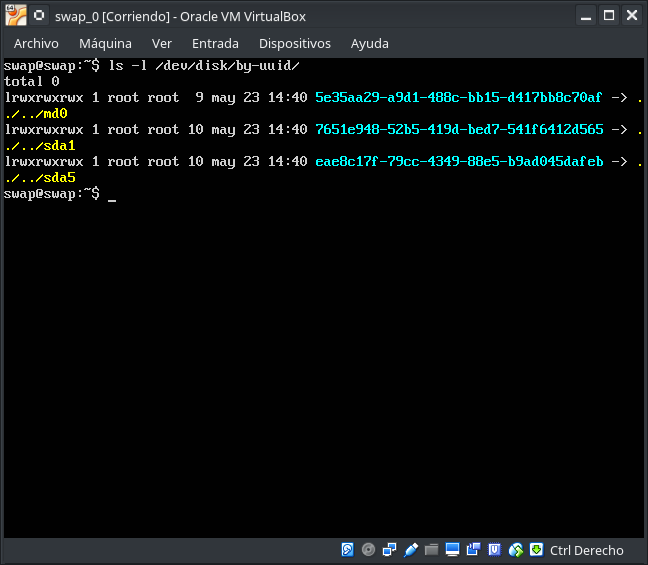 swap_0 [Corriendo] - Oracle VM VirtualBox
Archivo Máquina Ver Entrada Dispositivos Ayuda
swap@swap:~$ ls -l /dev/disk/by-uuid/
total 0
lrwxrwxrwx 1 root root  9 may 23 14:40 5e35aa29-a9d1-488c-bb15-d417bb8c70af -> .
./../md0
lrwxrwxrwx 1 root root 10 may 23 14:40 7651e948-52b5-419d-bed7-541f6412d565 -> .
./../sda1
lrwxrwxrwx 1 root root 10 may 23 14:40 eae8c17f-79cc-4349-88e5-b9ad045dafeb -> .
./../sda5
swap@swap:~$ _
Ctrl Derecho